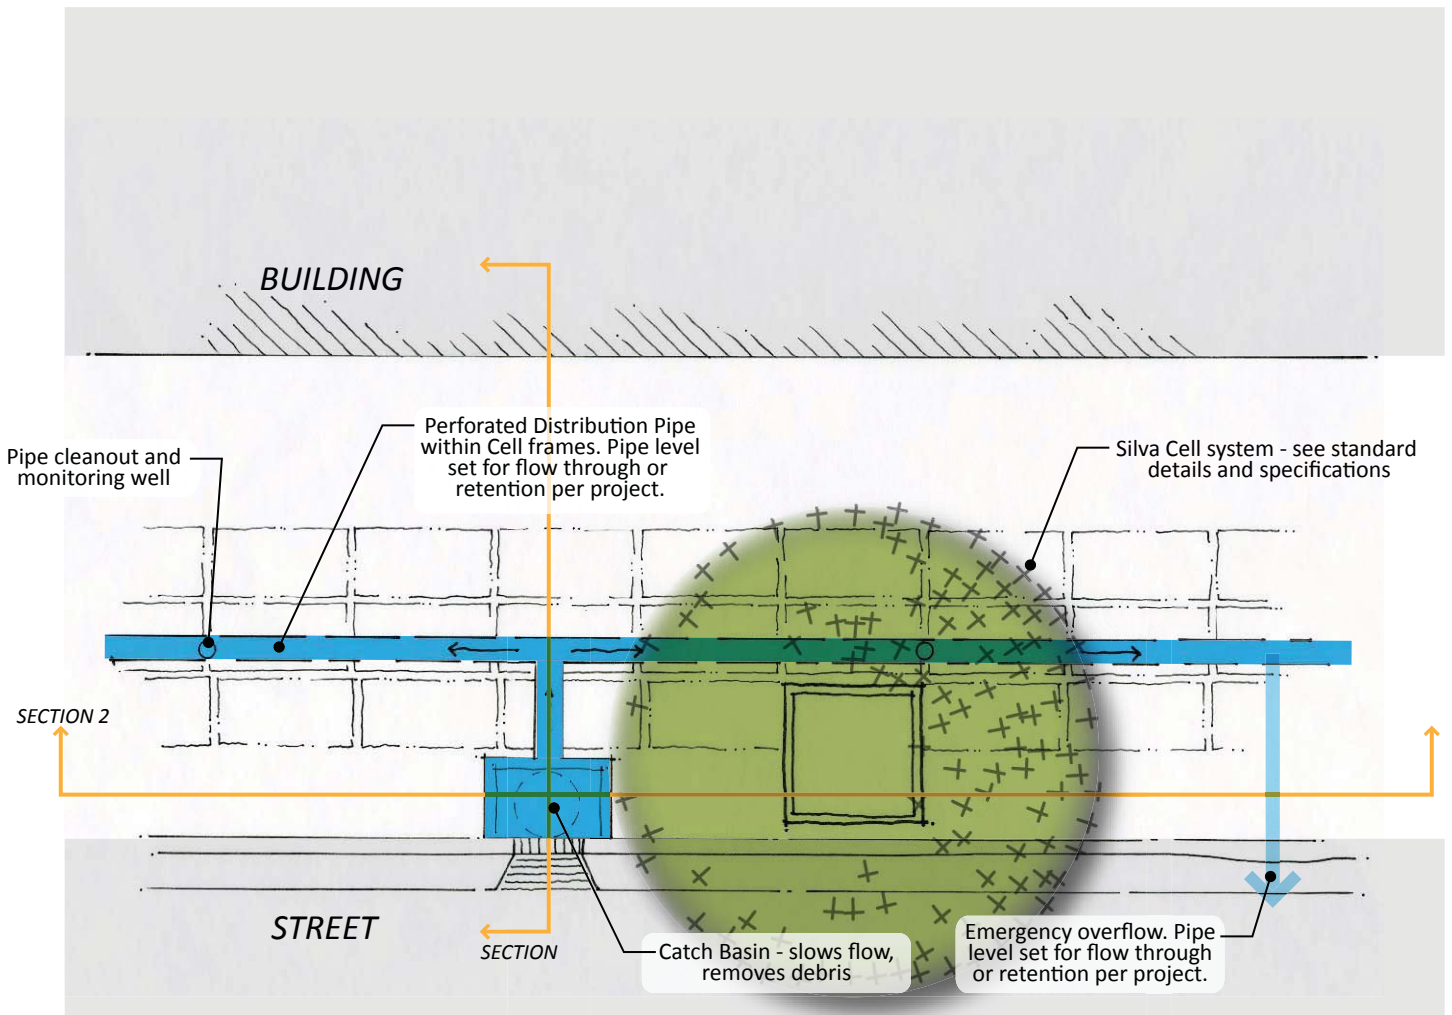 BUILDING
Perforated Distribution Pipe
within Cell frames. Pipe level
set for flow through or
retention per project.
Pipe cleanout and
monitoring well
Silva Cell system - see standard
details and specifications
SECTION 2
STREET
SECTION
Catch Basin - slows flow,
removes debris
Emergency overflow. Pipe
level set for flow through
or retention per project.